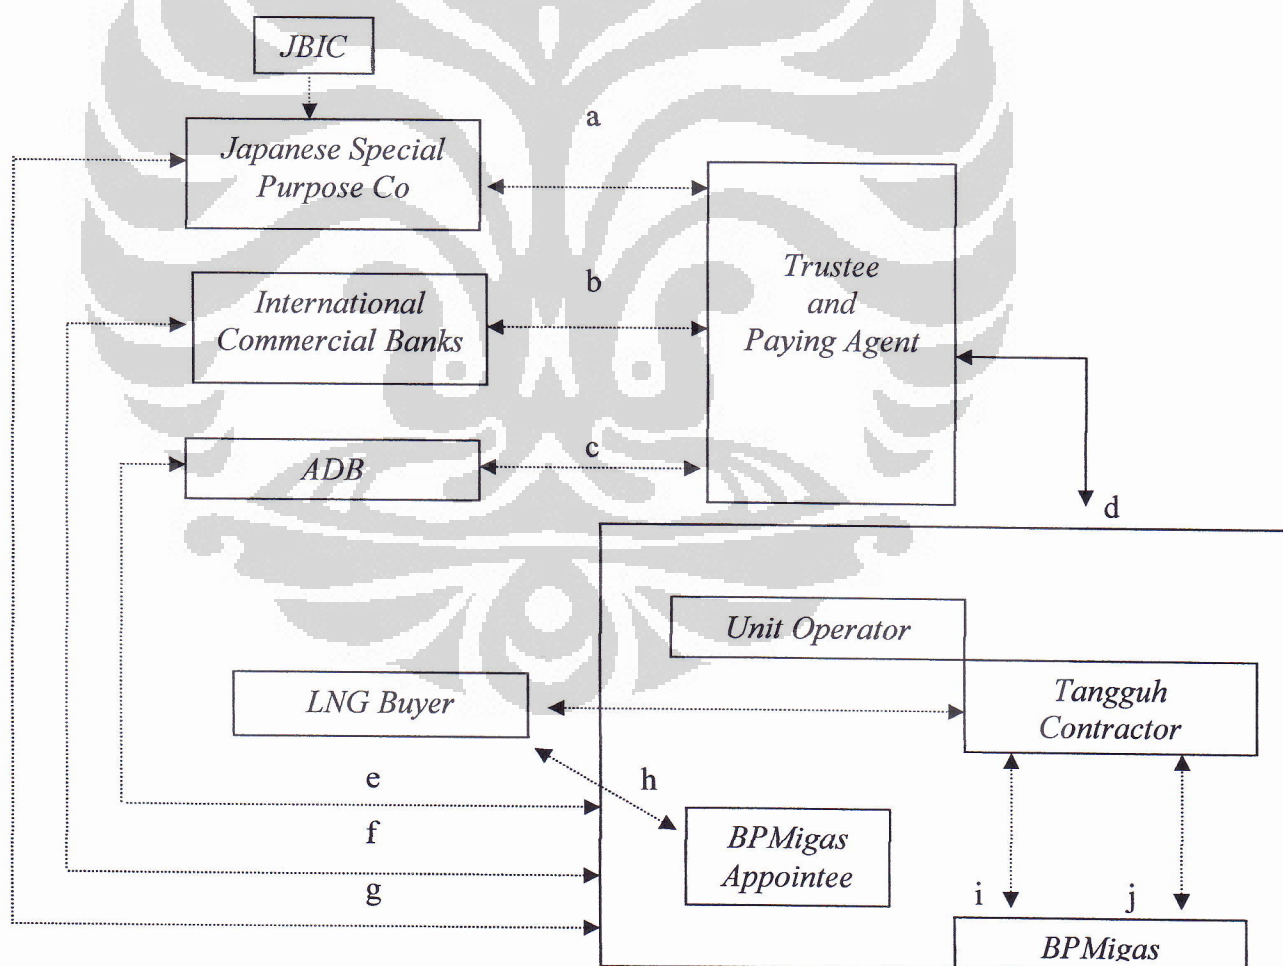 JBIC
a
Japanese Special
Purpose Co
Trustee
and
Paying Agent
b
International
Commercial Banks
c
ADB
d
Unit Operator
LNG Buyer
Tangguh
Contractor
e
h
f
BPMigas
Appointee
g
i
j
BPMigas